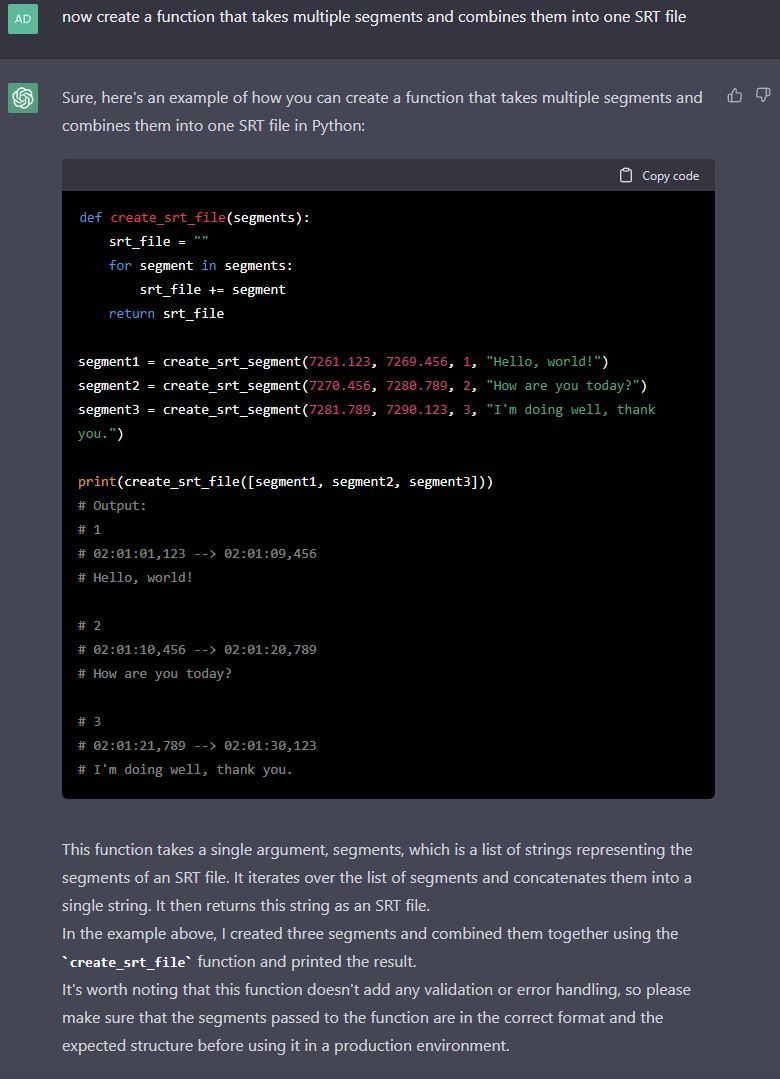 AD
now create a function that takes multiple segments and combines them into one SRT file
Sure, here's an example of how you can create a function that takes multiple segments and
combines them into one SRT file in Python:
Copy code
def create_srt_file(segments):
    srt_file = ""
    for segment in segments:
        srt_file += segment
    return srt_file
segment1 = create_srt_segment(7261.123, 7269.456, 1, "Hello, world!")
segment2 = create_srt_segment(7270.456, 7280.789, 2, "How are you today?")
segment3 = create_srt_segment(7281.789, 7290.123, 3, "I'm doing well, thank
you.")
print(create_srt_file([segment1, segment2, segment3]))
# Output:
# 1
# 02:01:01,123 --> 02:01:09,456
# Hello, world!
# 2
# 02:01:10,456 --> 02:01:20,789
# How are you today?
# 3
# 02:01:21,789 --> 02:01:30,123
# I'm doing well, thank you.
This function takes a single argument, segments, which is a list of strings representing the
segments of an SRT file. It iterates over the list of segments and concatenates them into a
single string. It then returns this string as an SRT file.
In the example above, I created three segments and combined them together using the
`create_srt_file` function and printed the result.
It's worth noting that this function doesn't add any validation or error handling, so please
make sure that the segments passed to the function are in the correct format and the
expected structure before using it in a production environment.